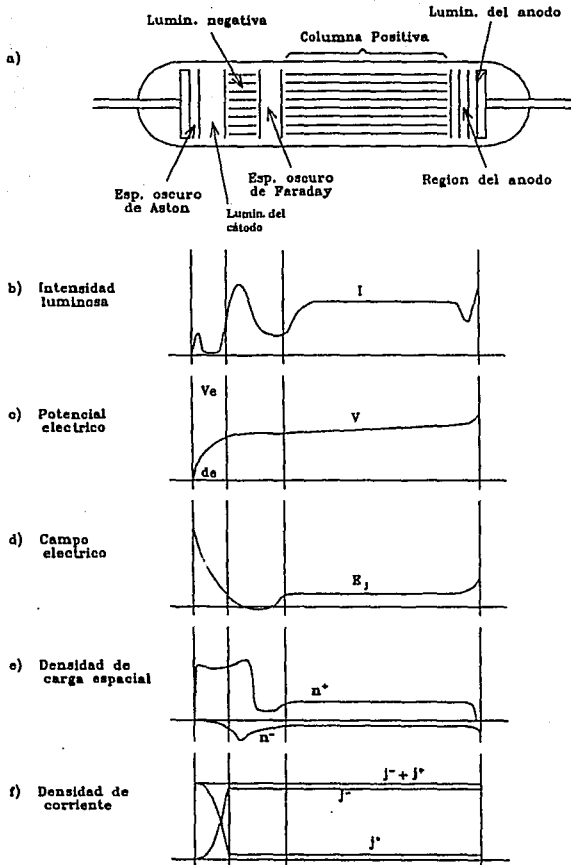 Lumin. del anodo
Lumin. negativa
Columna Positiva
a)
Esp. oscuro
de Aston
Lumin. del
cátodo
Esp. oscuro
de Faraday
Region del anodo
b) Intensidad
luminosa
I
c) Potencial
electrico
Ve
V
de
d) Campo
electrico
E_J
e) Densidad de
carga espacial
n⁺
n⁻
f) Densidad de
corriente
j⁻ + j⁺
j⁻
j⁺